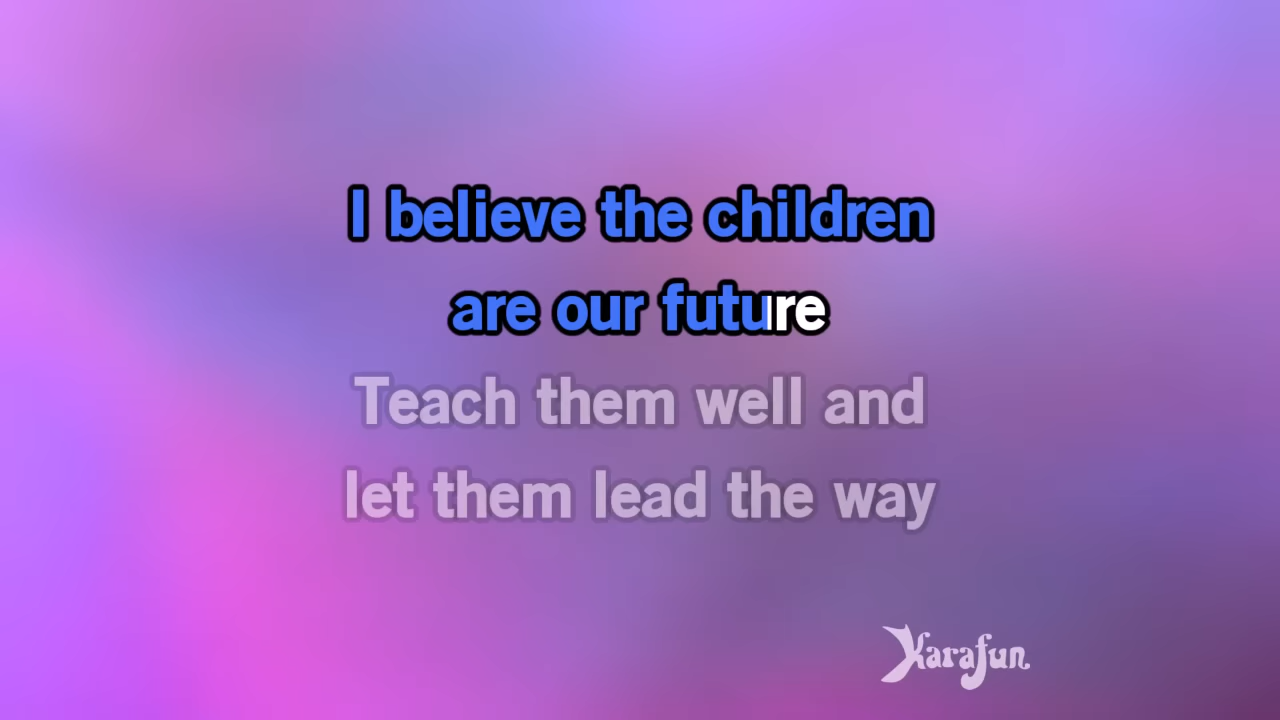 I believe the children
are our future
Teach them well and
let them lead the way
Karafun